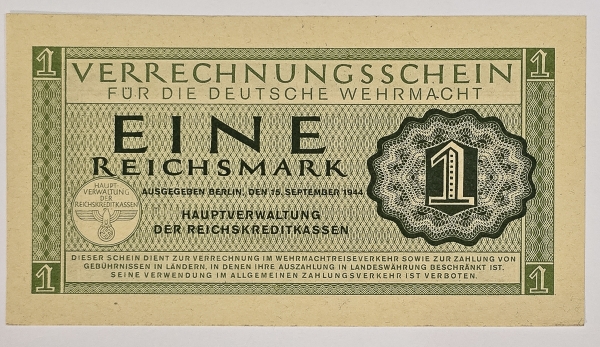 1 1
VERRECHNUNGSSCHEIN
FÜR DIE DEUTSCHE WEHRMACHT
EINE
REICHSMARK
1
AUSGEGEBEN BERLIN, DEN 15. SEPTEMBER 1944
HAUPT-
VERWALTUNG
DER
REICHSKREDITKASSEN
HAUPTVERWALTUNG
DER REICHSKREDITKASSEN
DIESER SCHEIN DIENT ZUR VERRECHNUNG IM WEHRMACHTREISEVERKEHR SOWIE ZUR ZAHLUNG VON
GEBÜHRNISSEN IN LÄNDERN, IN DENEN IHRE AUSZAHLUNG IN LANDESWÄHRUNG BESCHRÄNKT IST.
SEINE VERWENDUNG IM ALLGEMEINEN ZAHLUNGSVERKEHR IST VERBOTEN.
1 1